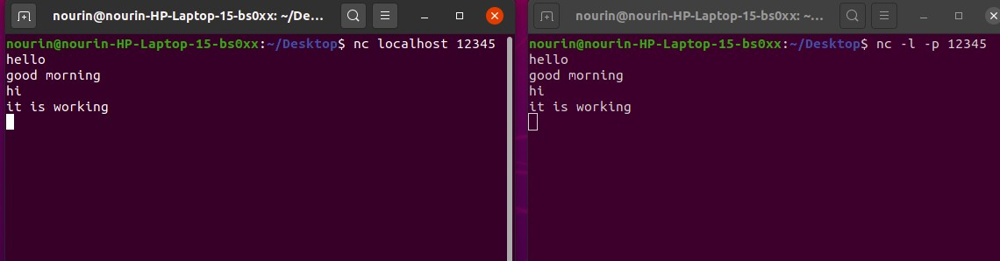 nourin@nourin-HP-Laptop-15-bs0xx: ~/De...
nourin@nourin-HP-Laptop-15-bs0xx:~/Desktop$ nc localhost 12345
hello
good morning
hi
it is working
nourin@nourin-HP-Laptop-15-bs0xx: ~...
nourin@nourin-HP-Laptop-15-bs0xx:~/Desktop$ nc -l -p 12345
hello
good morning
hi
it is working